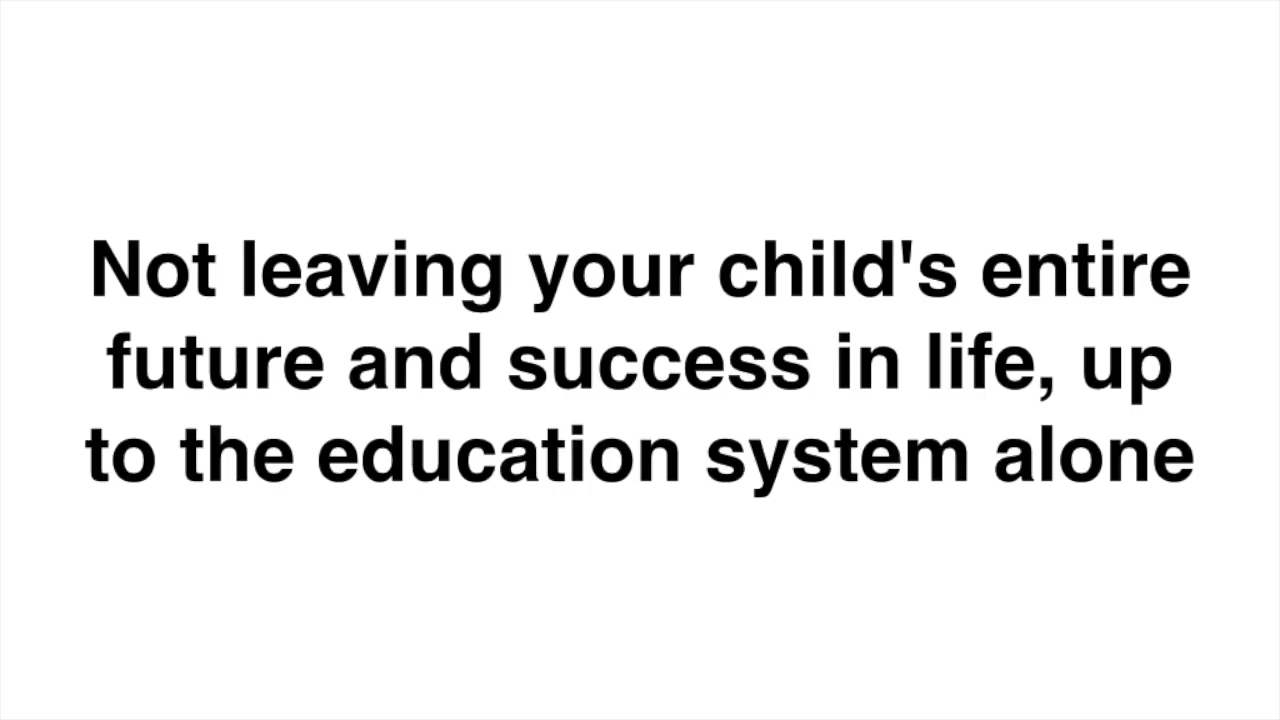 Not leaving your child's entire
future and success in life, up
to the education system alone